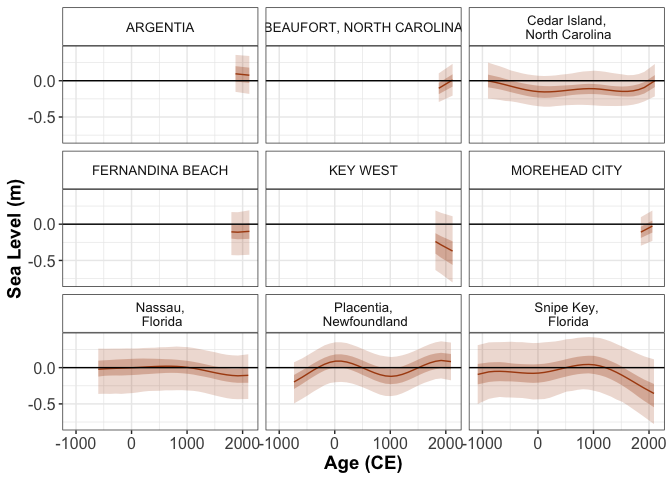 ARGENTIA
BEAUFORT, NORTH CAROLINA
Cedar Island,
North Carolina
0.0
-0.5
FERNANDINA BEACH
KEY WEST
MOREHEAD CITY
0.0
-0.5
Nassau,
Florida
Placentia,
Newfoundland
Snipe Key,
Florida
0.0
-0.5
-1000 0 1000 2000
-1000 0 1000 2000
-1000 0 1000 2000
Sea Level (m)
Age (CE)